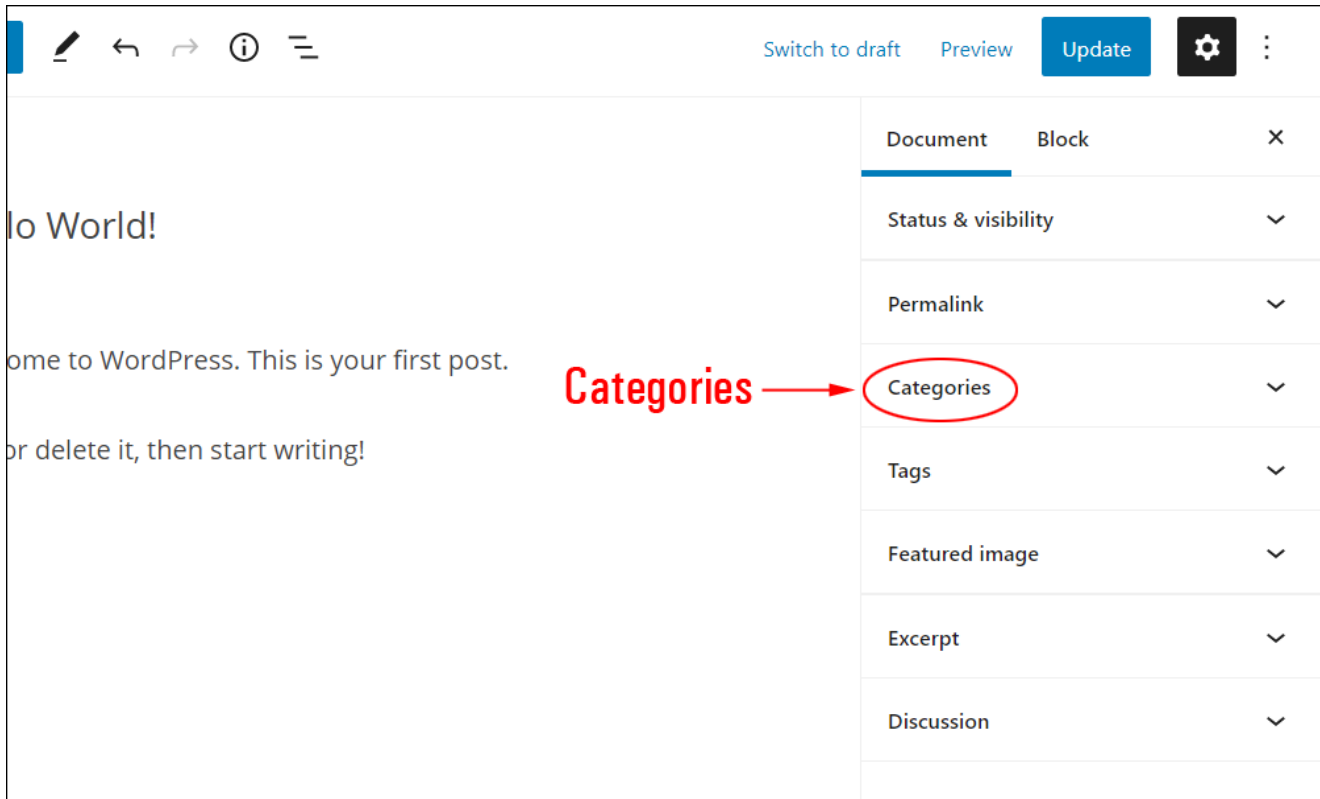 Switch to draft Preview Update
Document Block
lo World!
ome to WordPress. This is your first post.
or delete it, then start writing!
Categories
Status & visibility
Permalink
Categories
Tags
Featured image
Excerpt
Discussion